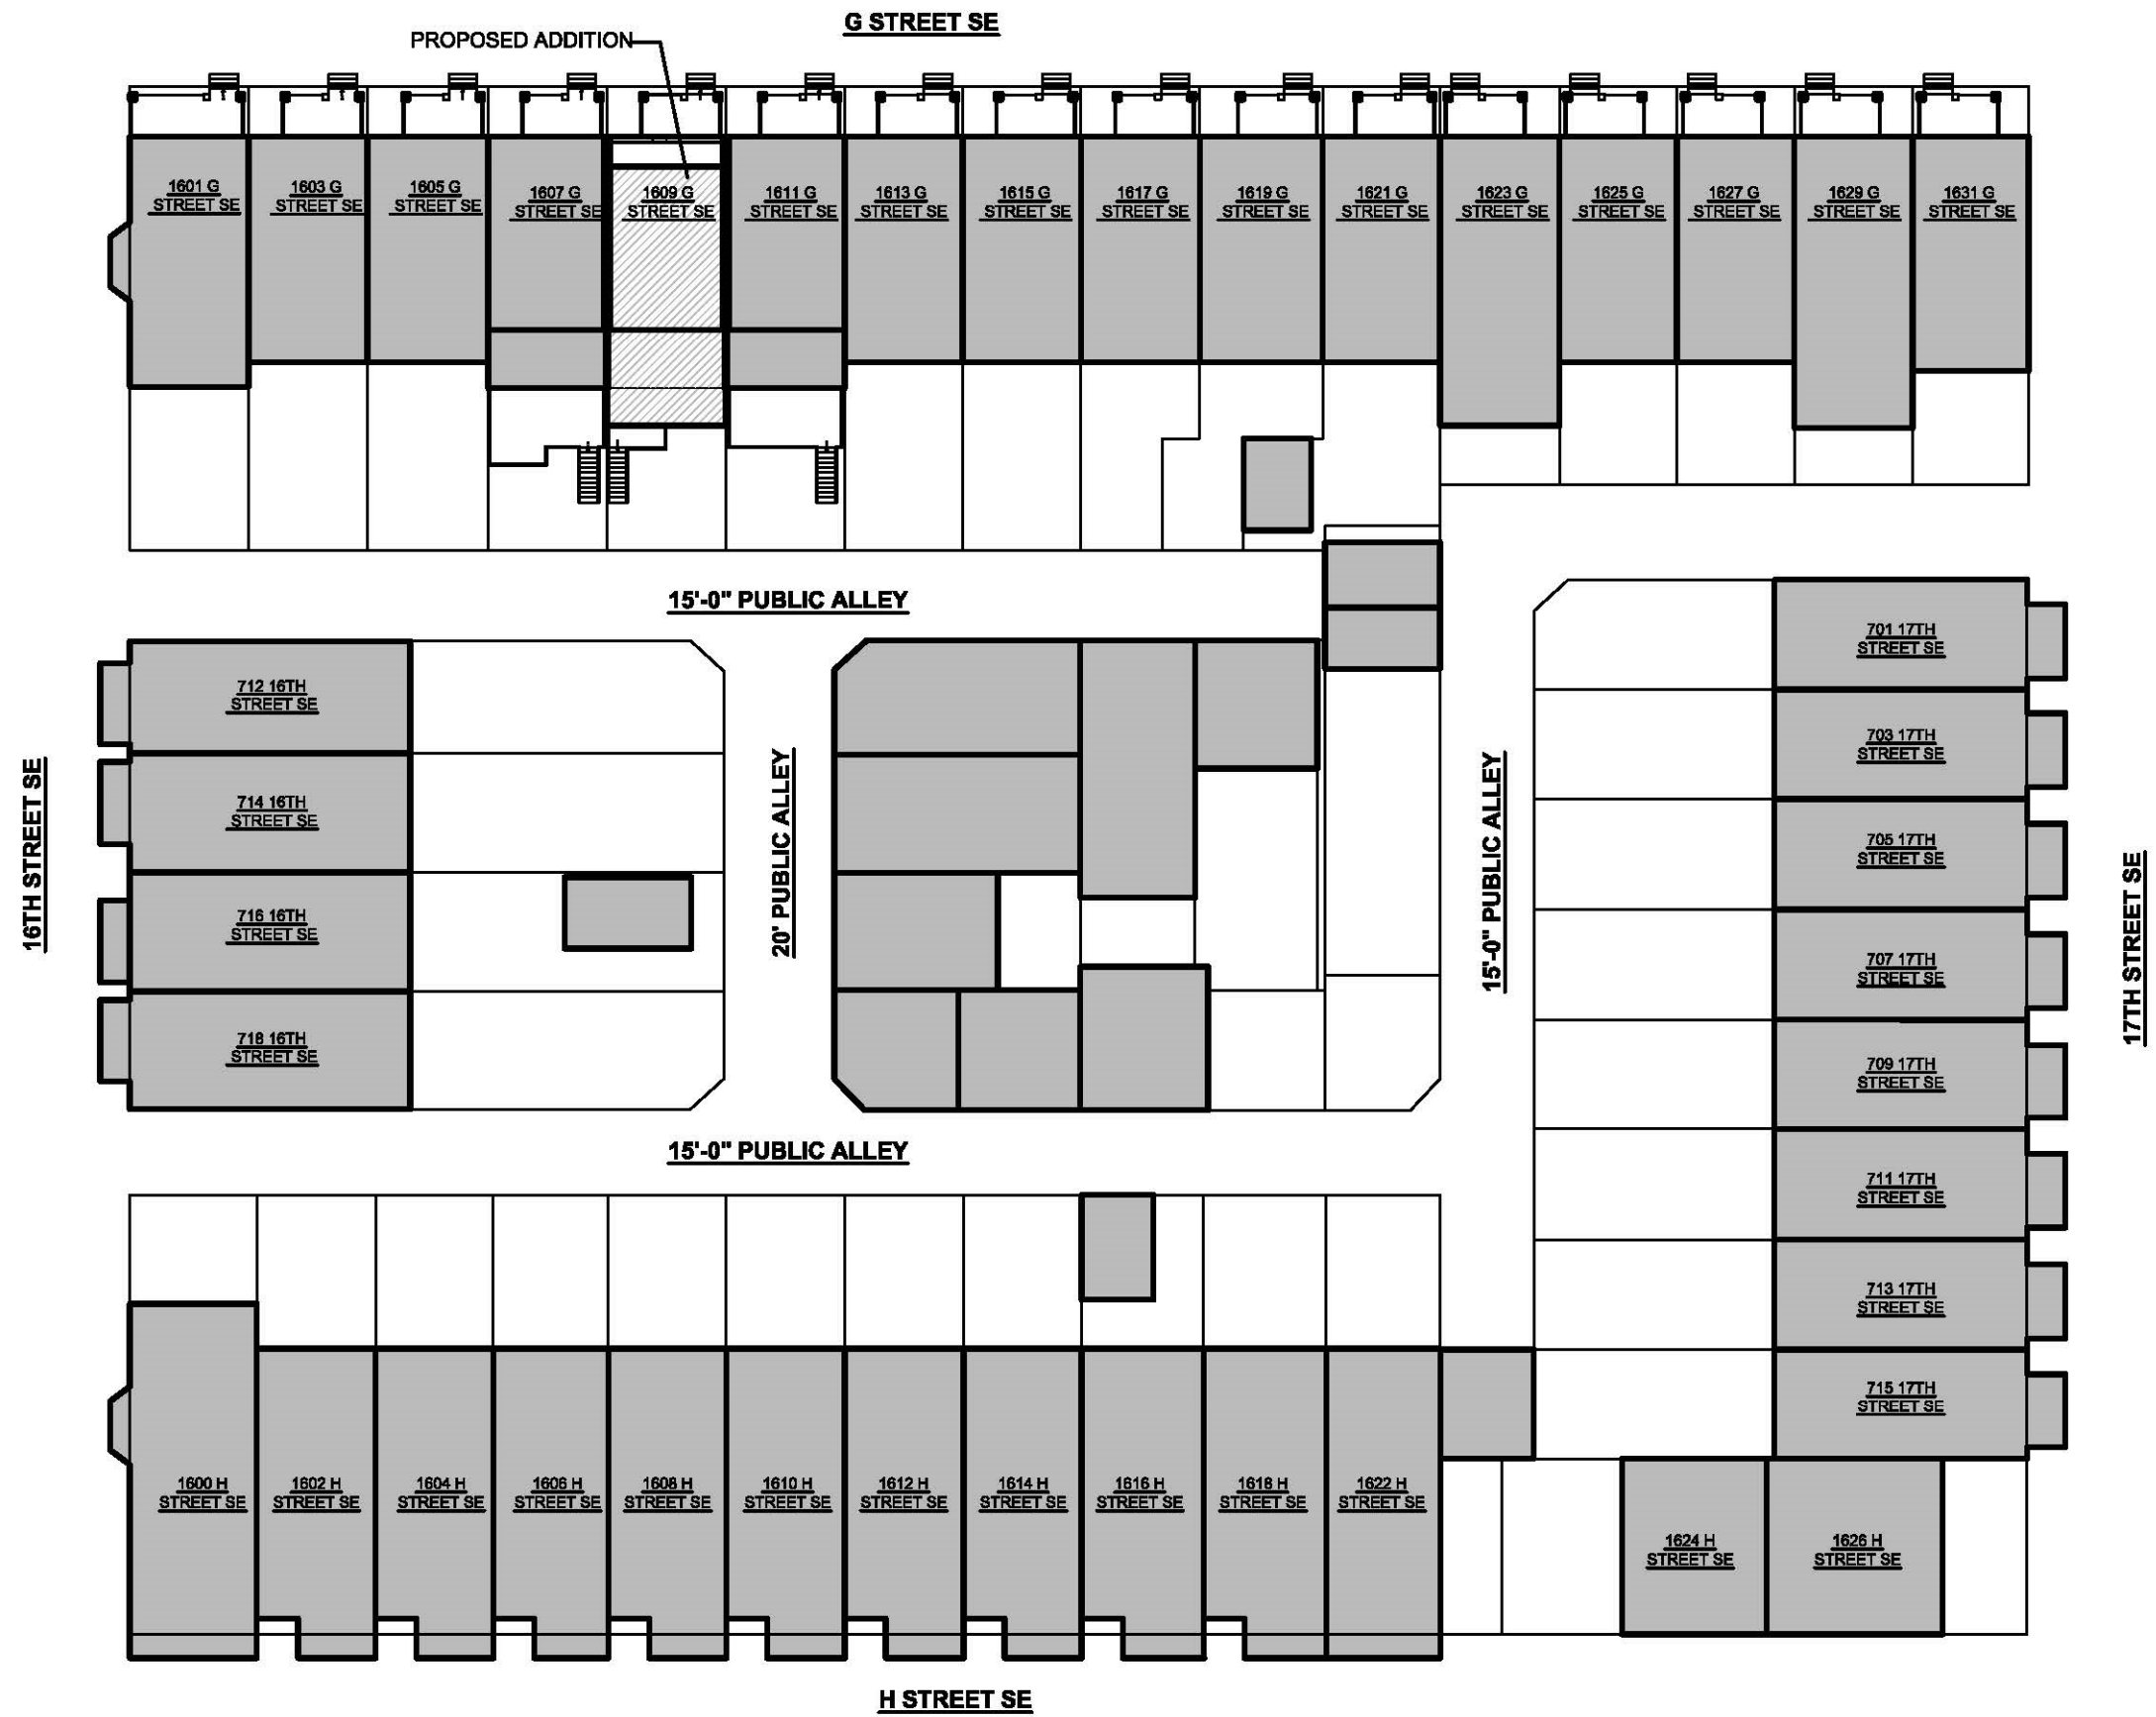 G STREET SE
PROPOSED ADDITION
1601 G
STREET SE
1603 G
STREET SE
1605 G
STREET SE
1607 G
STREET SE
1609 G
STREET SE
1611 G
STREET SE
1613 G
STREET SE
1615 G
STREET SE
1617 G
STREET SE
1619 G
STREET SE
1621 G
STREET SE
1623 G
STREET SE
1625 G
STREET SE
1627 G
STREET SE
1629 G
STREET SE
1631 G
STREET SE
15'-0" PUBLIC ALLEY
16TH STREET SE
712 16TH
STREET SE
714 16TH
STREET SE
716 16TH
STREET SE
718 16TH
STREET SE
20' PUBLIC ALLEY
15'-0" PUBLIC ALLEY
701 17TH
STREET SE
703 17TH
STREET SE
705 17TH
STREET SE
707 17TH
STREET SE
709 17TH
STREET SE
711 17TH
STREET SE
713 17TH
STREET SE
715 17TH
STREET SE
17TH STREET SE
15'-0" PUBLIC ALLEY
1600 H
STREET SE
1602 H
STREET SE
1604 H
STREET SE
1606 H
STREET SE
1608 H
STREET SE
1610 H
STREET SE
1612 H
STREET SE
1614 H
STREET SE
1616 H
STREET SE
1618 H
STREET SE
1622 H
STREET SE
1624 H
STREET SE
1626 H
STREET SE
H STREET SE